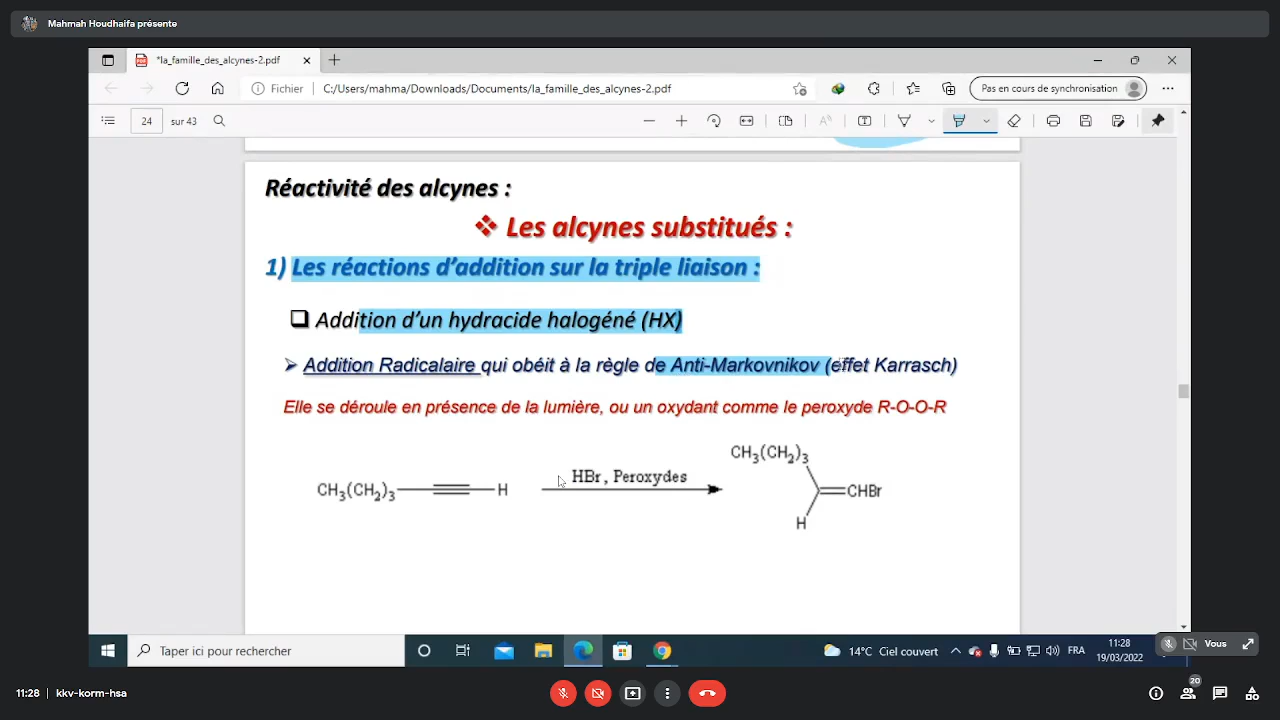 Mahmah Houdhaifa présente
*la_famille_des_alcynes-2.pdf
Fichier C:/Users/mahma/Downloads/Documents/la_famille_des_alcynes-2.pdf
Pas en cours de synchronisation
24 sur 43
Réactivité des alcynes :
❖ Les alcynes substitués :
1) Les réactions d'addition sur la triple liaison :
❑ Addition d'un hydracide halogéné (HX)
➢ Addition Radicalaire qui obéit à la règle de Anti-Markovnikov (effet Karrasch)
Elle se déroule en présence de la lumière, ou un oxydant comme le peroxyde R-O-O-R
CH3(CH2)3
HBr, Peroxydes
CH3(CH2)3 H
CHBr
H
Taper ici pour rechercher
14°C Ciel couvert
FRA
11:28
19/03/2022
Vous
11:28 kkv-korm-hsa
20